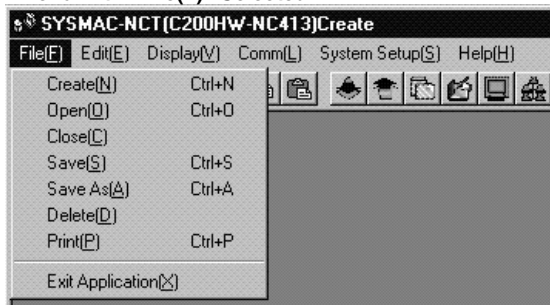 SYSMAC-NCT(C200HW-NC413)Create
File(F) Edit(E) Display(V) Comm(L) System Setup(S) Help(H)
Create(N) Ctrl+N
Open(O) Ctrl+O
Close(C)
Save(S) Ctrl+S
Save As(A) Ctrl+A
Delete(D)
Print(P) Ctrl+P
Exit Application(X)